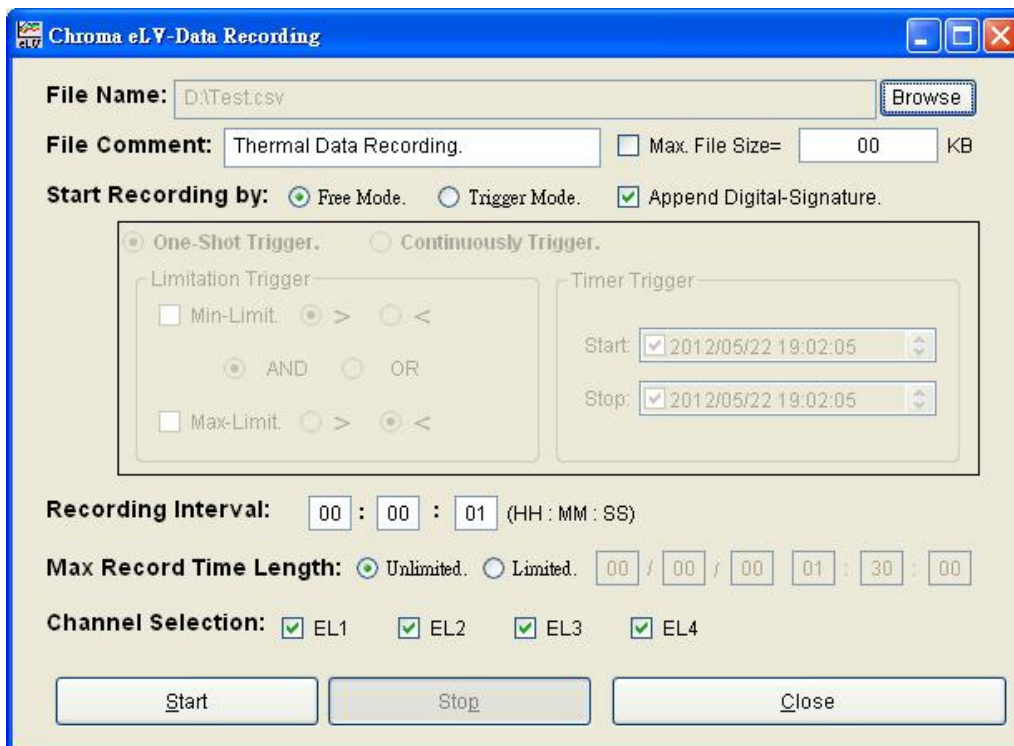 eLV Chroma eLV-Data Recording
File Name: D:\Test.csv Browse
File Comment: Thermal Data Recording. Max. File Size= 00 KB
Start Recording by: Free Mode. Trigger Mode. Append Digital-Signature.
One-Shot Trigger. Continuously Trigger.
Limitation Trigger
Min-Limit. > <
AND OR
Max-Limit. > <
Timer Trigger
Start: 2012/05/22 19:02:05
Stop: 2012/05/22 19:02:05
Recording Interval: 00 : 00 : 01 (HH : MM : SS)
Max Record Time Length: Unlimited. Limited. 00 / 00 / 00 01 : 30 : 00
Channel Selection: EL1 EL2 EL3 EL4
Start Stop Close